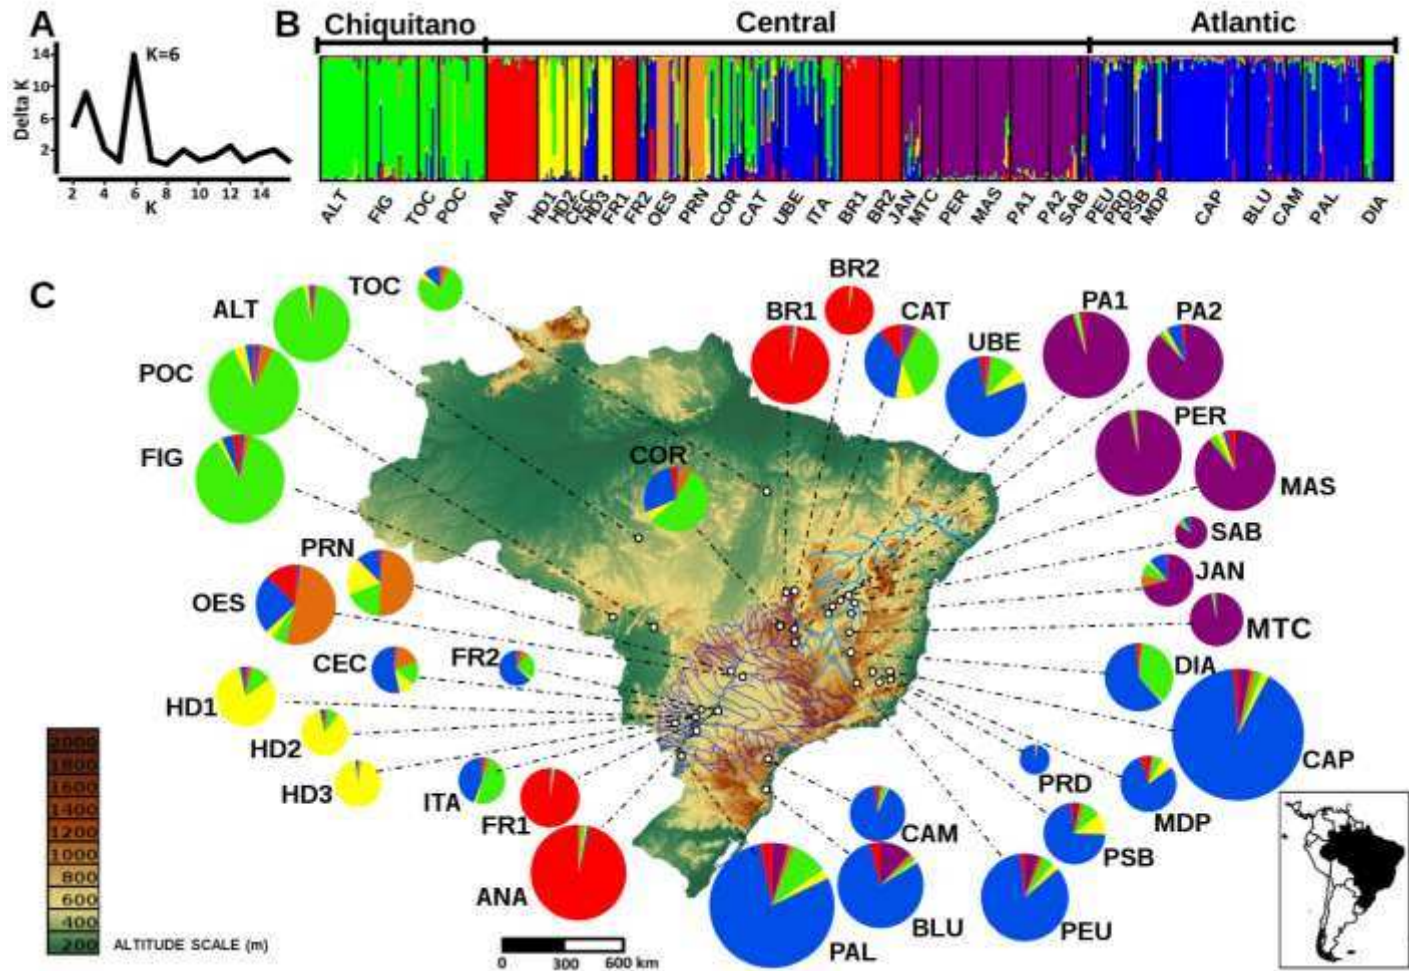 A
14
10
6
2
Delta K
K=6
2 4 6 8 10 12 14
K
B
Chiquitano Central Atlantic
ALT FIG TOC POC ANA HD1 HD2 CEC HD3 FR1 FR2 OES PRN COR CAT UBE ITA BR1 BR2 JAN MTC PER MAS PA1 PA2 SAB PEU PRD PSB MDP CAP BLU CAM PAL DIA
C
TOC
BR2
ALT
BR1
CAT
PA1
PA2
UBE
POC
PER
FIG
COR
MAS
SAB
PRN
JAN
OES
MTC
CEC
FR2
DIA
HD1
HD2
CAP
PRD
HD3
ITA
MDP
FR1
CAM
PSB
ANA
BLU
PEU
PAL
2000
1800
1600
1400
1200
1000
800
600
400
200
ALTITUDE SCALE (m)
0 300 600 km